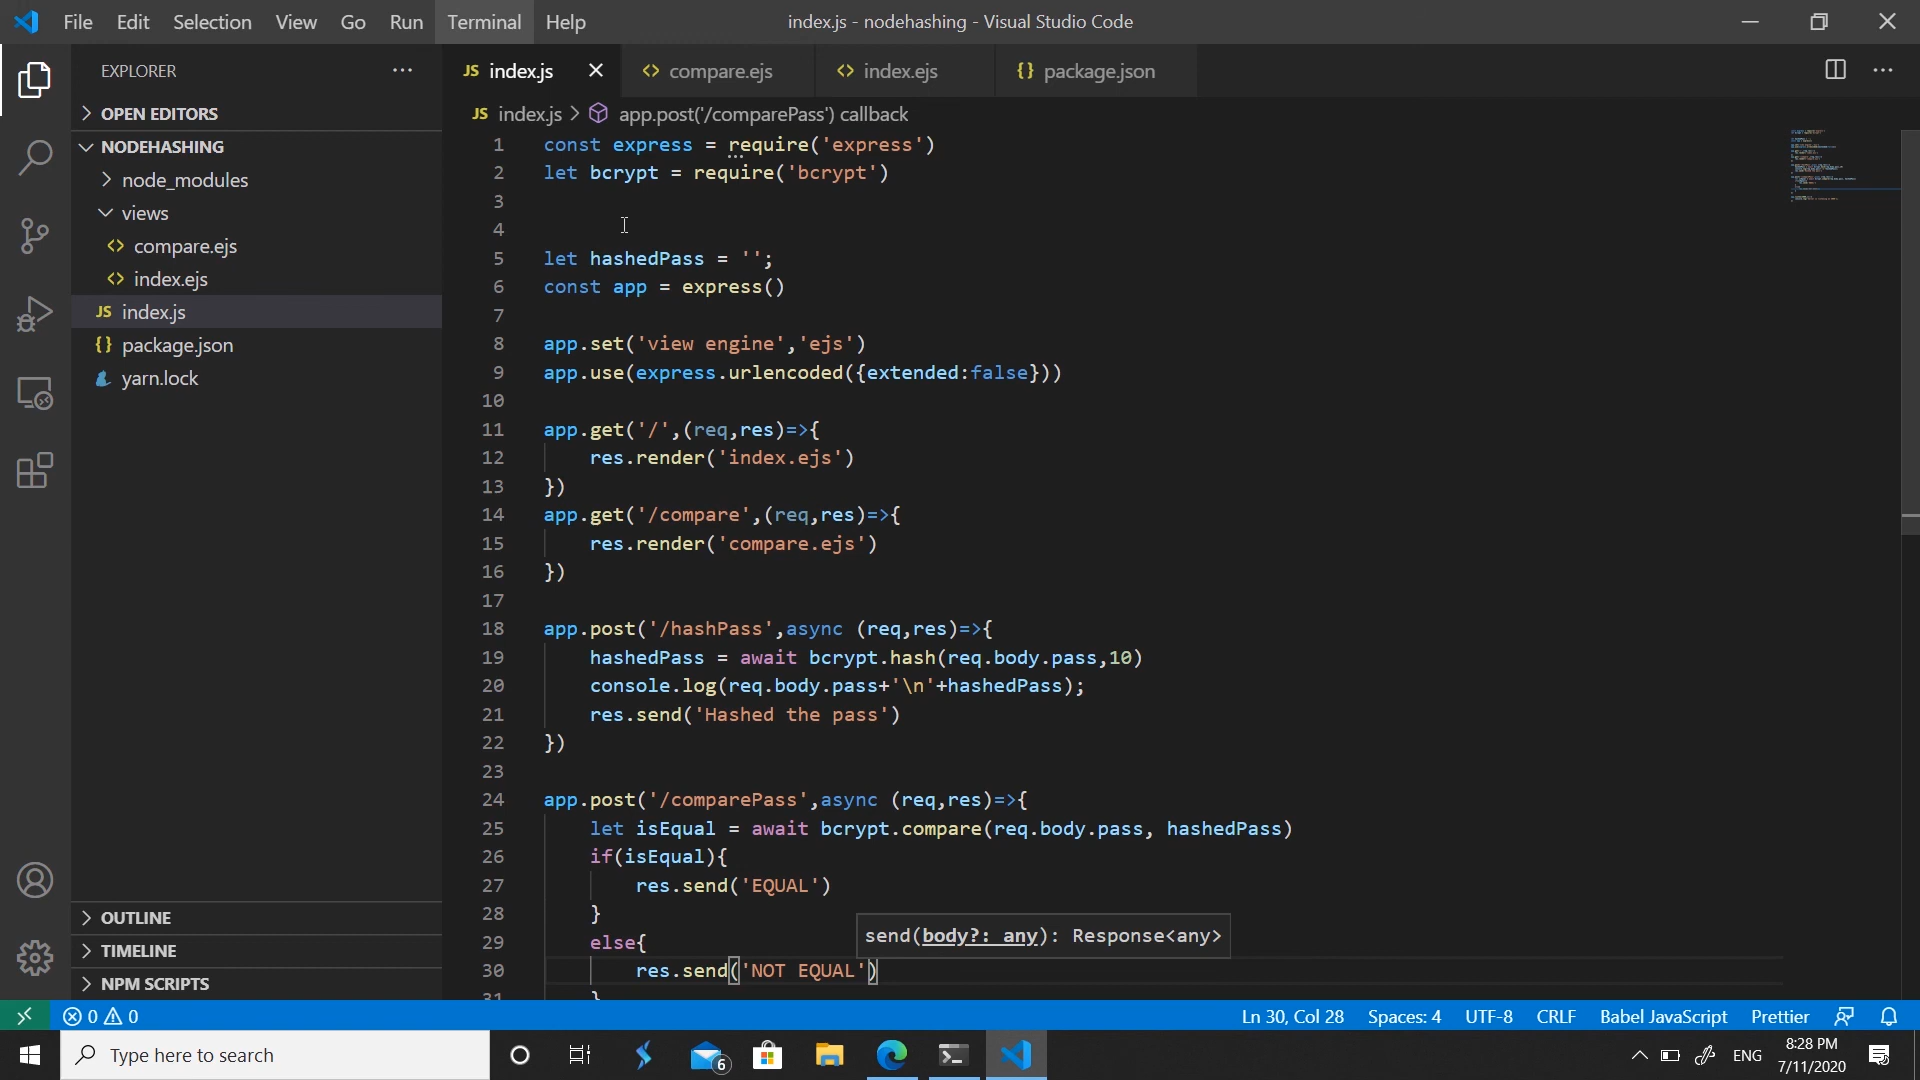 File Edit Selection View Go Run Terminal Help
index.js - nodehashing - Visual Studio Code
EXPLORER
OPEN EDITORS
NODEHASHING
node_modules
views
compare.ejs
index.ejs
JS index.js
{} package.json
yarn.lock
OUTLINE
TIMELINE
NPM SCRIPTS
JS index.js
<> compare.ejs
<> index.ejs
{} package.json
JS index.js > app.post('/comparePass') callback
1 const express = require('express')
2 let bcrypt = require('bcrypt')
3
4
5 let hashedPass = '';
6 const app = express()
7
8 app.set('view engine','ejs')
9 app.use(express.urlencoded({extended:false}))
10
11 app.get('/',(req,res)=>{
12 res.render('index.ejs')
13 })
14 app.get('/compare',(req,res)=>{
15 res.render('compare.ejs')
16 })
17
18 app.post('/hashPass',async (req,res)=>{
19 hashedPass = await bcrypt.hash(req.body.pass,10)
20 console.log(req.body.pass+'\n'+hashedPass);
21 res.send('Hashed the pass')
22 })
23
24 app.post('/comparePass',async (req,res)=>{
25 let isEqual = await bcrypt.compare(req.body.pass, hashedPass)
26 if(isEqual){
27 res.send('EQUAL')
28 }
send(body?: any): Response<any>
29 else{
30 res.send('NOT EQUAL')
31 }
0 0
Ln 30, Col 28 Spaces: 4 UTF-8 CRLF Babel JavaScript Prettier
Type here to search
6
ENG
8:28 PM
7/11/2020